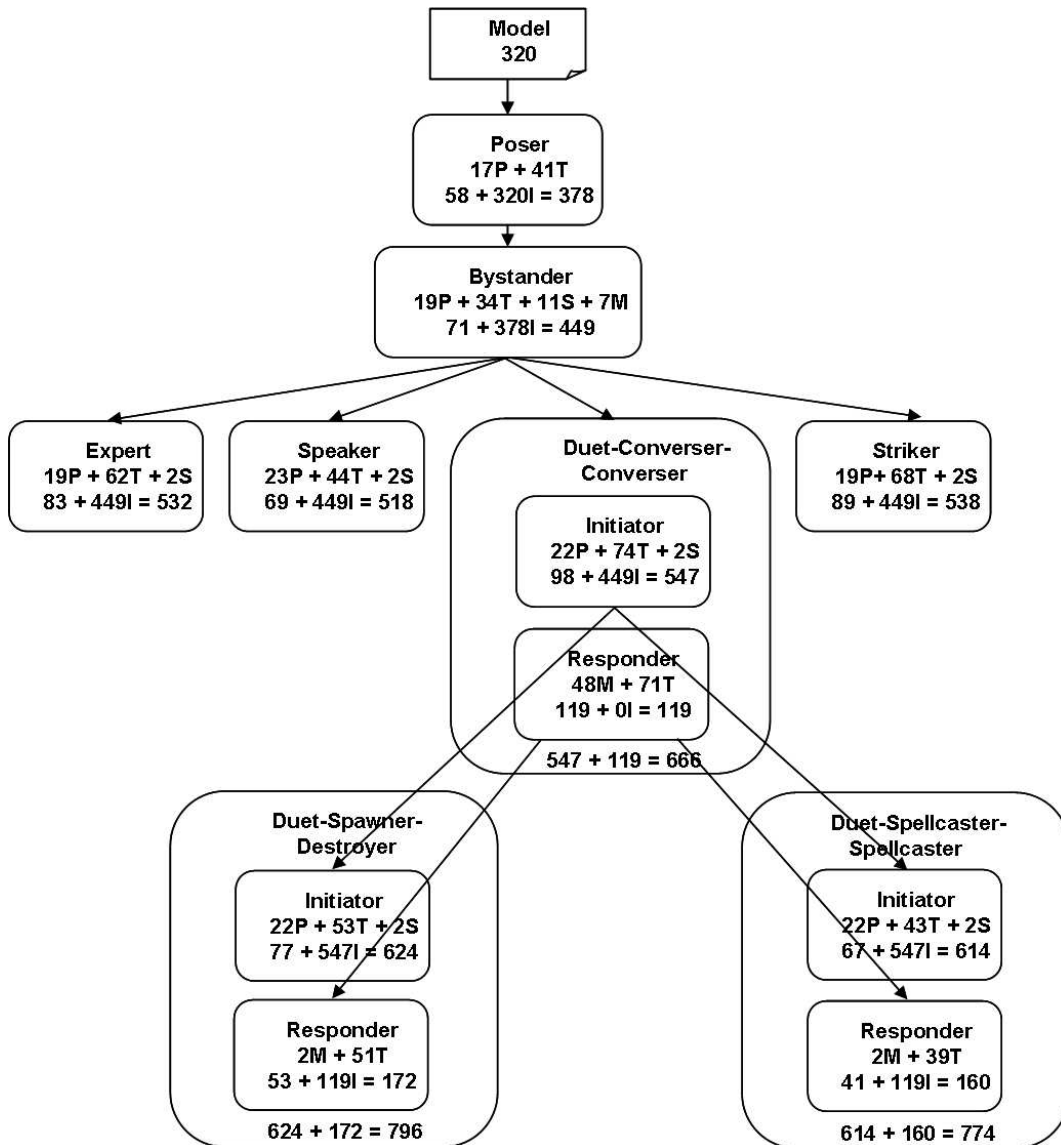 Model
320
Poser
17P + 41T
58 + 320I = 378
Bystander
19P + 34T + 11S + 7M
71 + 378I = 449
Expert
19P + 62T + 2S
83 + 449I = 532
Speaker
23P + 44T + 2S
69 + 449I = 518
Duet-Converser-
Converser
Initiator
22P + 74T + 2S
98 + 449I = 547
Responder
48M + 71T
119 + 0I = 119
547 + 119 = 666
Striker
19P+ 68T + 2S
89 + 449I = 538
Duet-Spawner-
Destroyer
Initiator
22P + 53T + 2S
77 + 547I = 624
Responder
2M + 51T
53 + 119I = 172
624 + 172 = 796
Duet-Spellcaster-
Spellcaster
Initiator
22P + 43T + 2S
67 + 547I = 614
Responder
2M + 39T
41 + 119I = 160
614 + 160 = 774